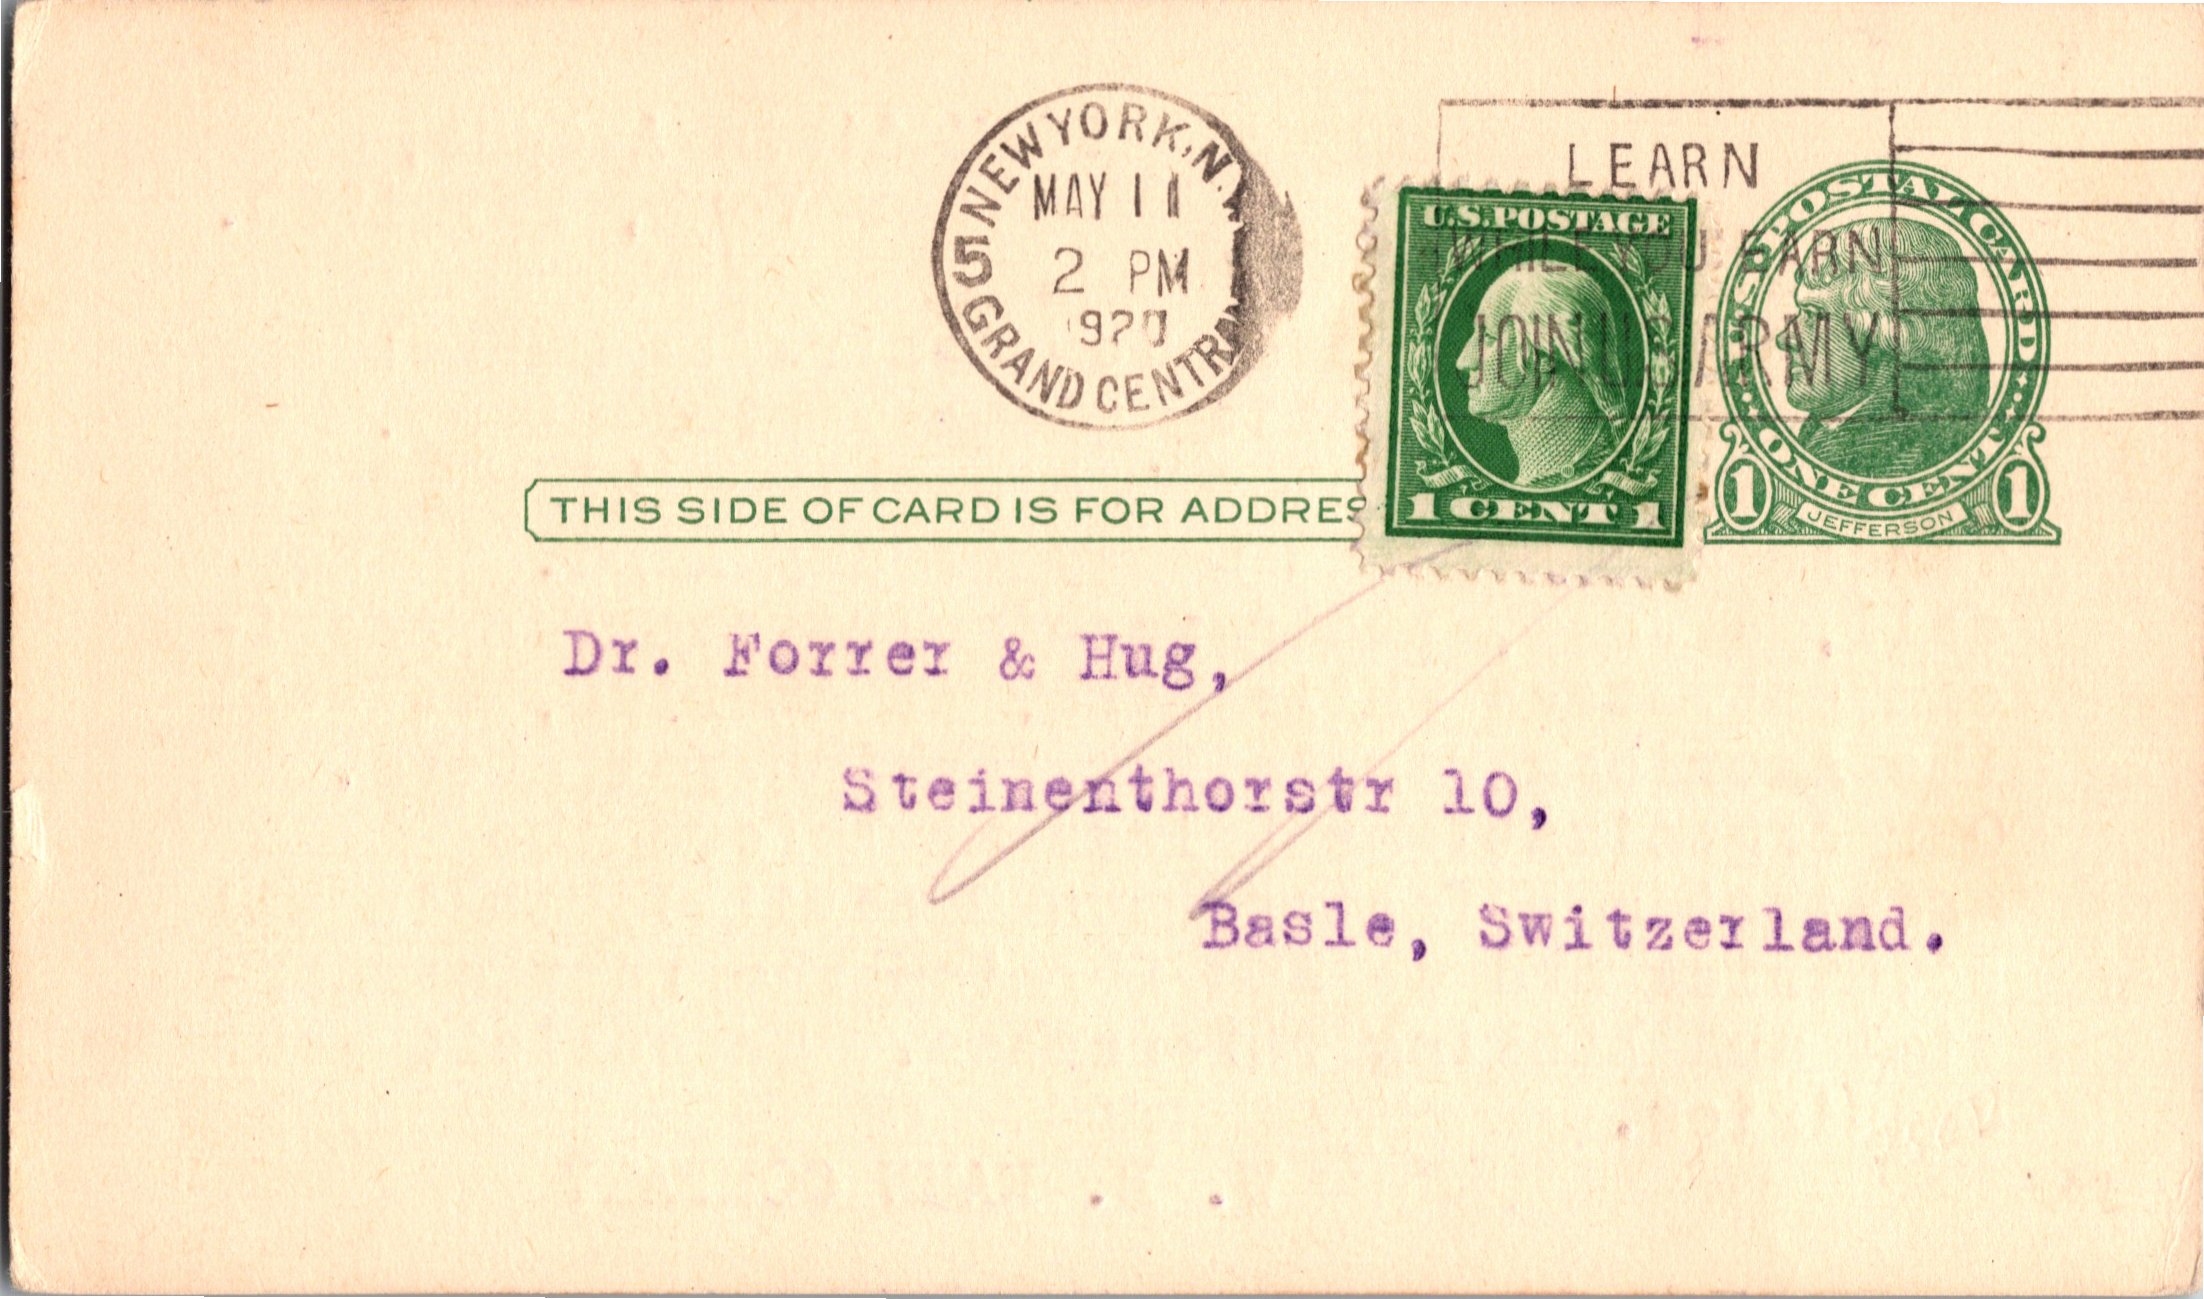 NEW YORK, N.Y.
MAY 11
2 PM
1920
5 GRAND CENTRAL
LEARN
WHILE YOU EARN
JOIN U.S. ARMY
U.S. POSTAGE
1 CENT 1
U.S. POSTAL CARD
ONE CENT
1 JEFFERSON 1
THIS SIDE OF CARD IS FOR ADDRES
Dr. Forrer & Hug,
Steinenthorstr 10,
Basle, Switzerland.